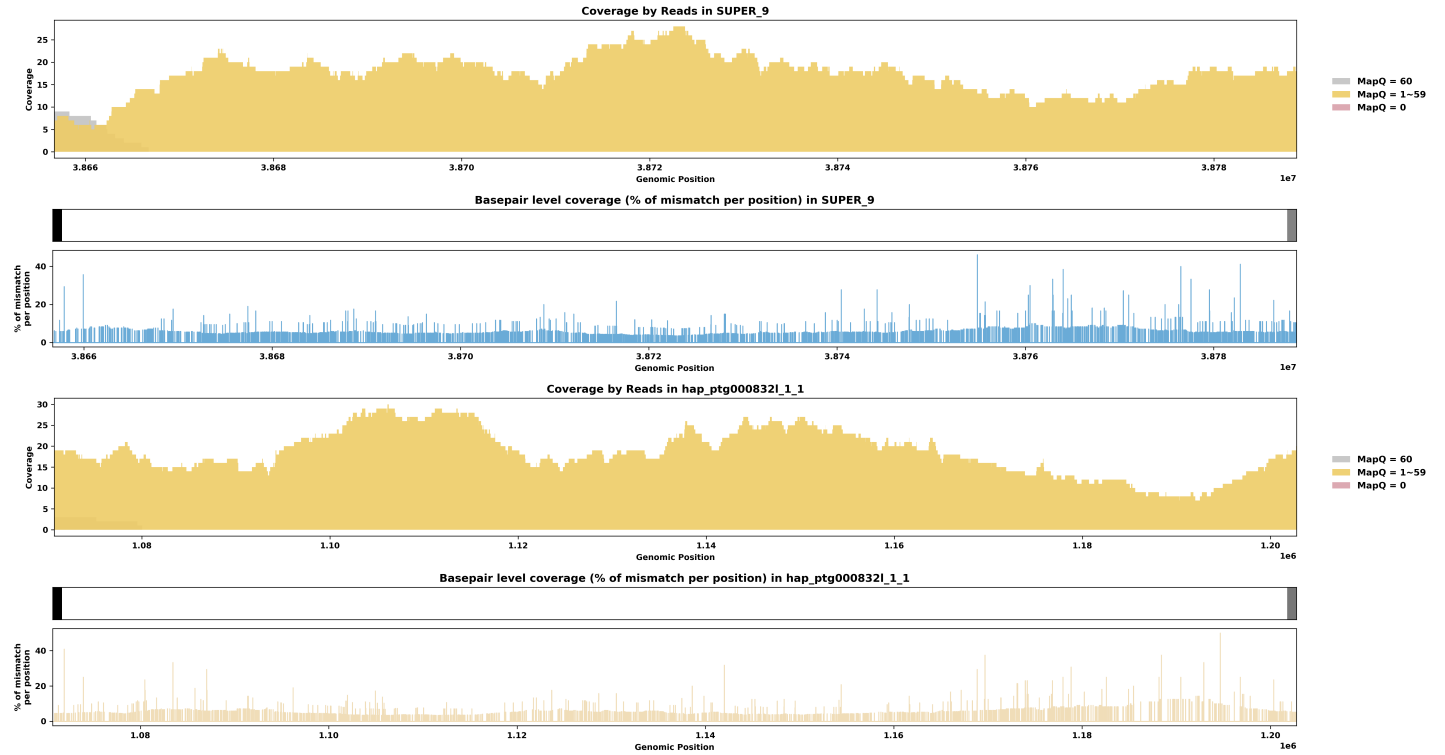 Coverage by Reads in SUPER_9
Coverage
25
20
15
10
5
0
3.866 3.868 3.870 3.872 3.874 3.876 3.878
Genomic Position
1e7
MapQ = 60
MapQ = 1~59
MapQ = 0
Basepair level coverage (% of mismatch per position) in SUPER_9
% of mismatch
per position
40
20
0
3.866 3.868 3.870 3.872 3.874 3.876 3.878
Genomic Position
1e7
Coverage by Reads in hap_ptg000832l_1_1
Coverage
30
25
20
15
10
5
0
1.08 1.10 1.12 1.14 1.16 1.18 1.20
Genomic Position
1e6
MapQ = 60
MapQ = 1~59
MapQ = 0
Basepair level coverage (% of mismatch per position) in hap_ptg000832l_1_1
% of mismatch
per position
40
20
0
1.08 1.10 1.12 1.14 1.16 1.18 1.20
Genomic Position
1e6